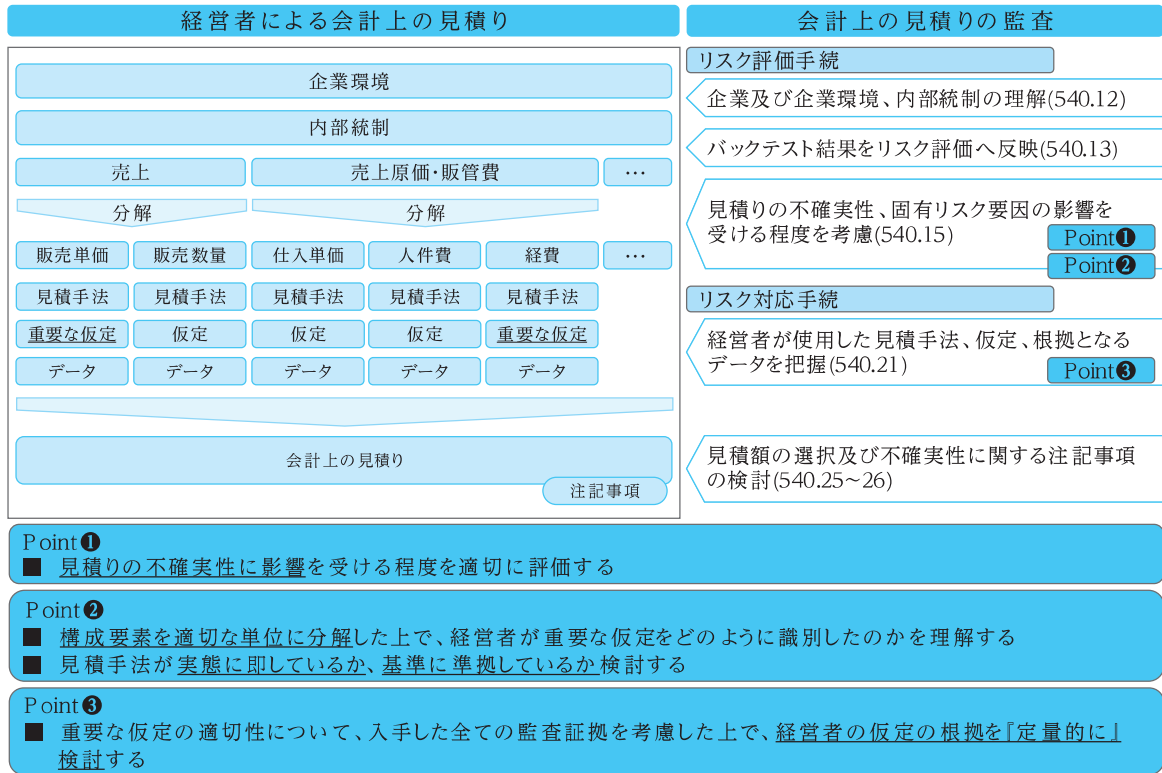 経営者による会計上の見積り
企業環境
内部統制
売上
売上原価・販管費
…
分解
分解
販売単価
販売数量
仕入単価
人件費
経費
…
見積手法
見積手法
見積手法
見積手法
見積手法
重要な仮定
仮定
仮定
仮定
重要な仮定
データ
データ
データ
データ
データ
会計上の見積り
注記事項
会計上の見積りの監査
リスク評価手続
企業及び企業環境、内部統制の理解(540.12)
バックテスト結果をリスク評価へ反映(540.13)
見積りの不確実性、固有リスク要因の影響を
受ける程度を考慮(540.15)
Point❶
Point❷
リスク対応手続
経営者が使用した見積手法、仮定、根拠となる
データを把握(540.21)
Point❸
見積額の選択及び不確実性に関する注記事項
の検討(540.25~26)
Point❶
■ 見積りの不確実性に影響を受ける程度を適切に評価する
Point❷
■ 構成要素を適切な単位に分解した上で、経営者が重要な仮定をどのように識別したのかを理解する
■ 見積手法が実態に即しているか、基準に準拠しているか検討する
Point❸
■ 重要な仮定の適切性について、入手した全ての監査証拠を考慮した上で、経営者の仮定の根拠を『定量的に』
検討する